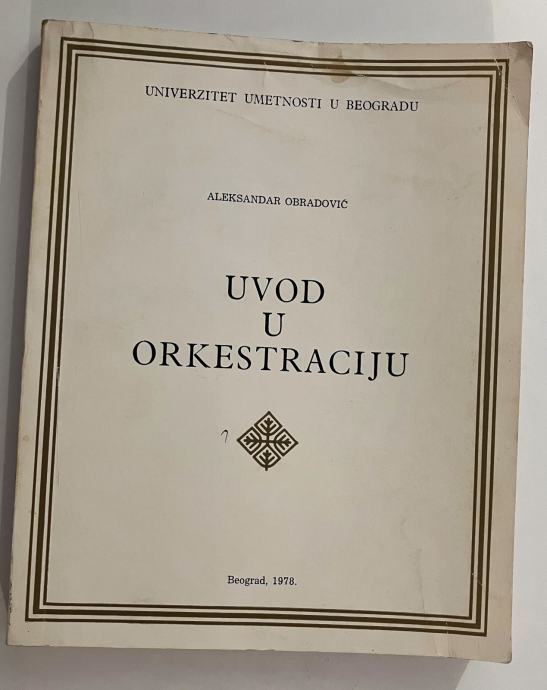 UNIVERZITET UMETNOSTI U BEOGRADU
ALEKSANDAR OBRADOVIĆ
UVOD
U
ORKESTRACIJU
Beograd, 1978.